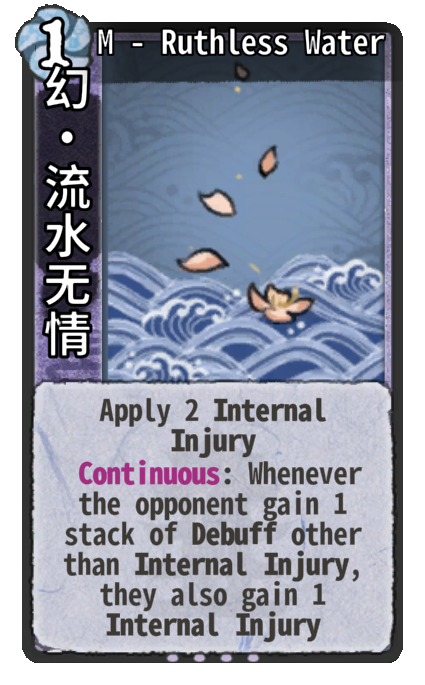 1
M - Ruthless Water
幻·流水无情
Apply 2 Internal
Injury
Continuous: Whenever
the opponent gain 1
stack of Debuff other
than Internal Injury,
they also gain 1
Internal Injury